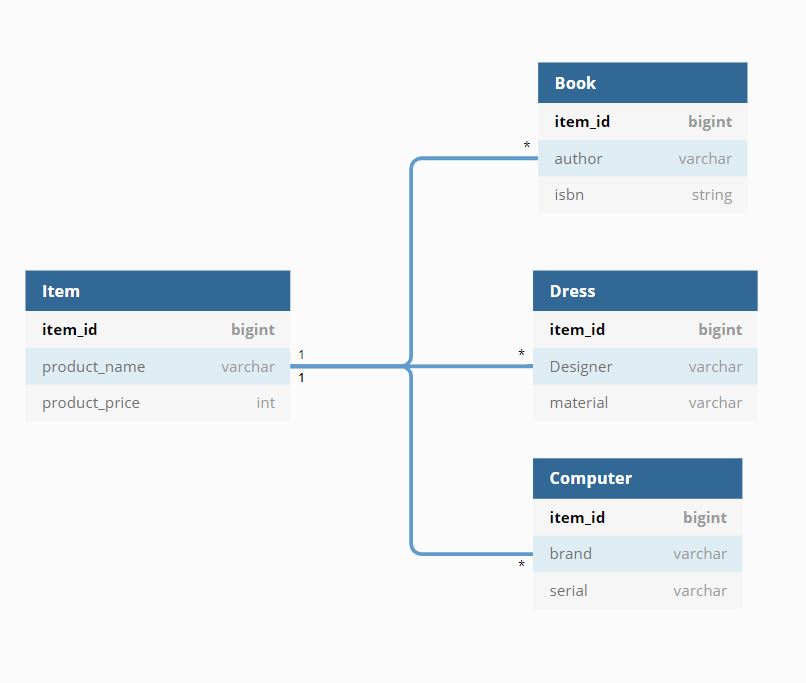 Book
item_id bigint
* author varchar
isbn string
Item
item_id bigint
product_name varchar
product_price int
1
1
Dress
item_id bigint
* Designer varchar
material varchar
Computer
item_id bigint
brand varchar
*
serial varchar